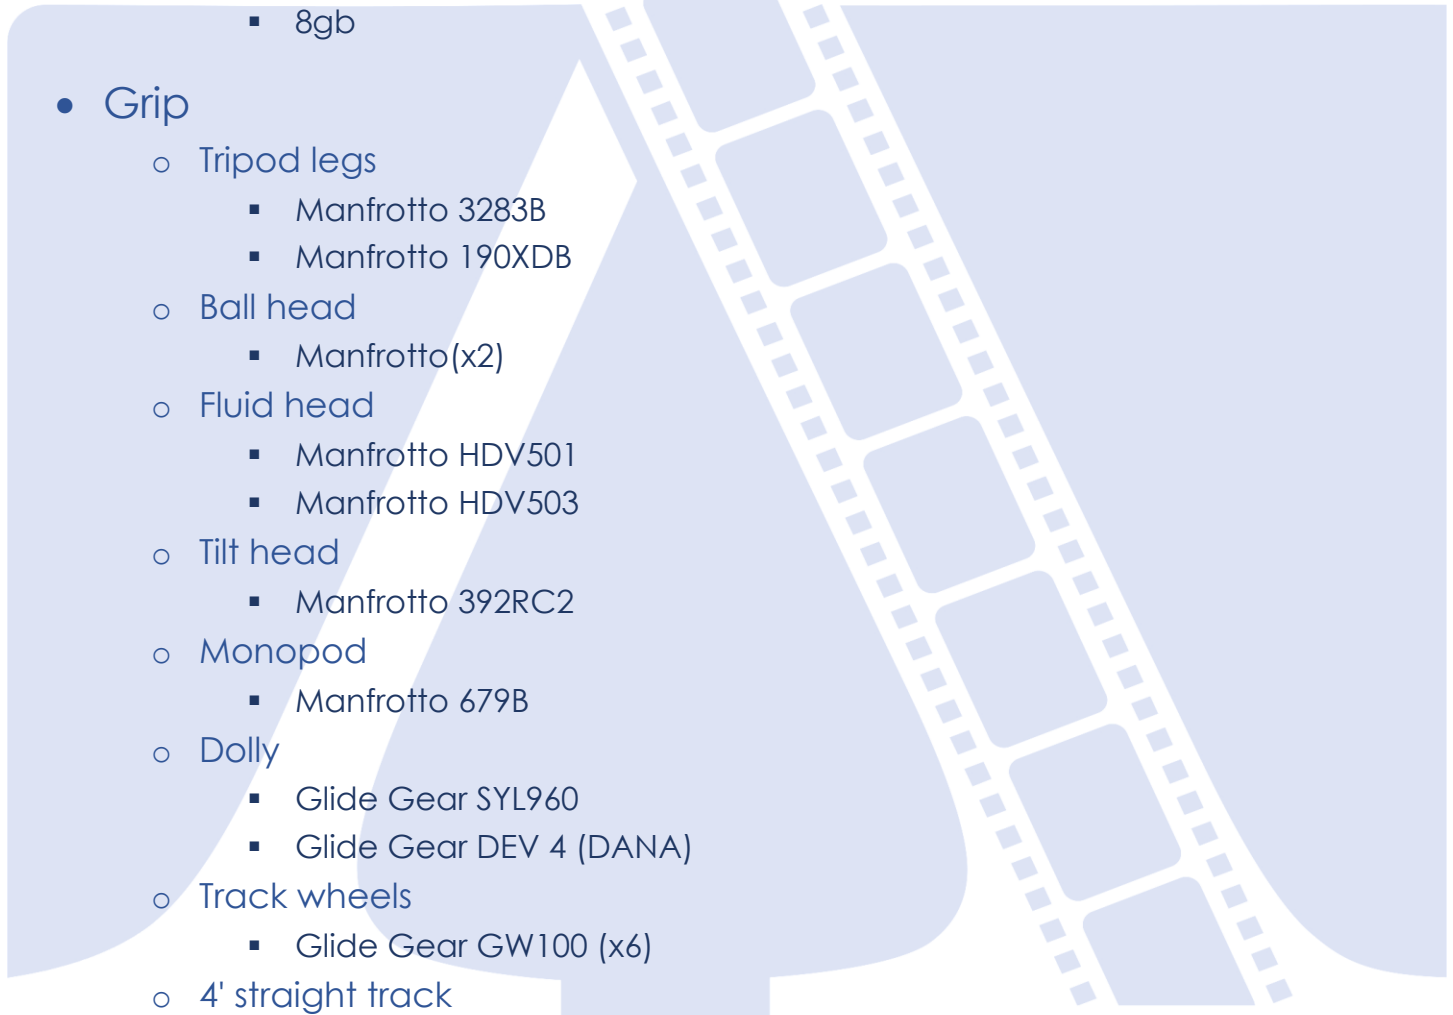 ▪ 8gb
• Grip
o Tripod legs
▪ Manfrotto 3283B
▪ Manfrotto 190XDB
o Ball head
▪ Manfrotto(x2)
o Fluid head
▪ Manfrotto HDV501
▪ Manfrotto HDV503
o Tilt head
▪ Manfrotto 392RC2
o Monopod
▪ Manfrotto 679B
o Dolly
▪ Glide Gear SYL960
▪ Glide Gear DEV 4 (DANA)
o Track wheels
▪ Glide Gear GW100 (x6)
o 4' straight track